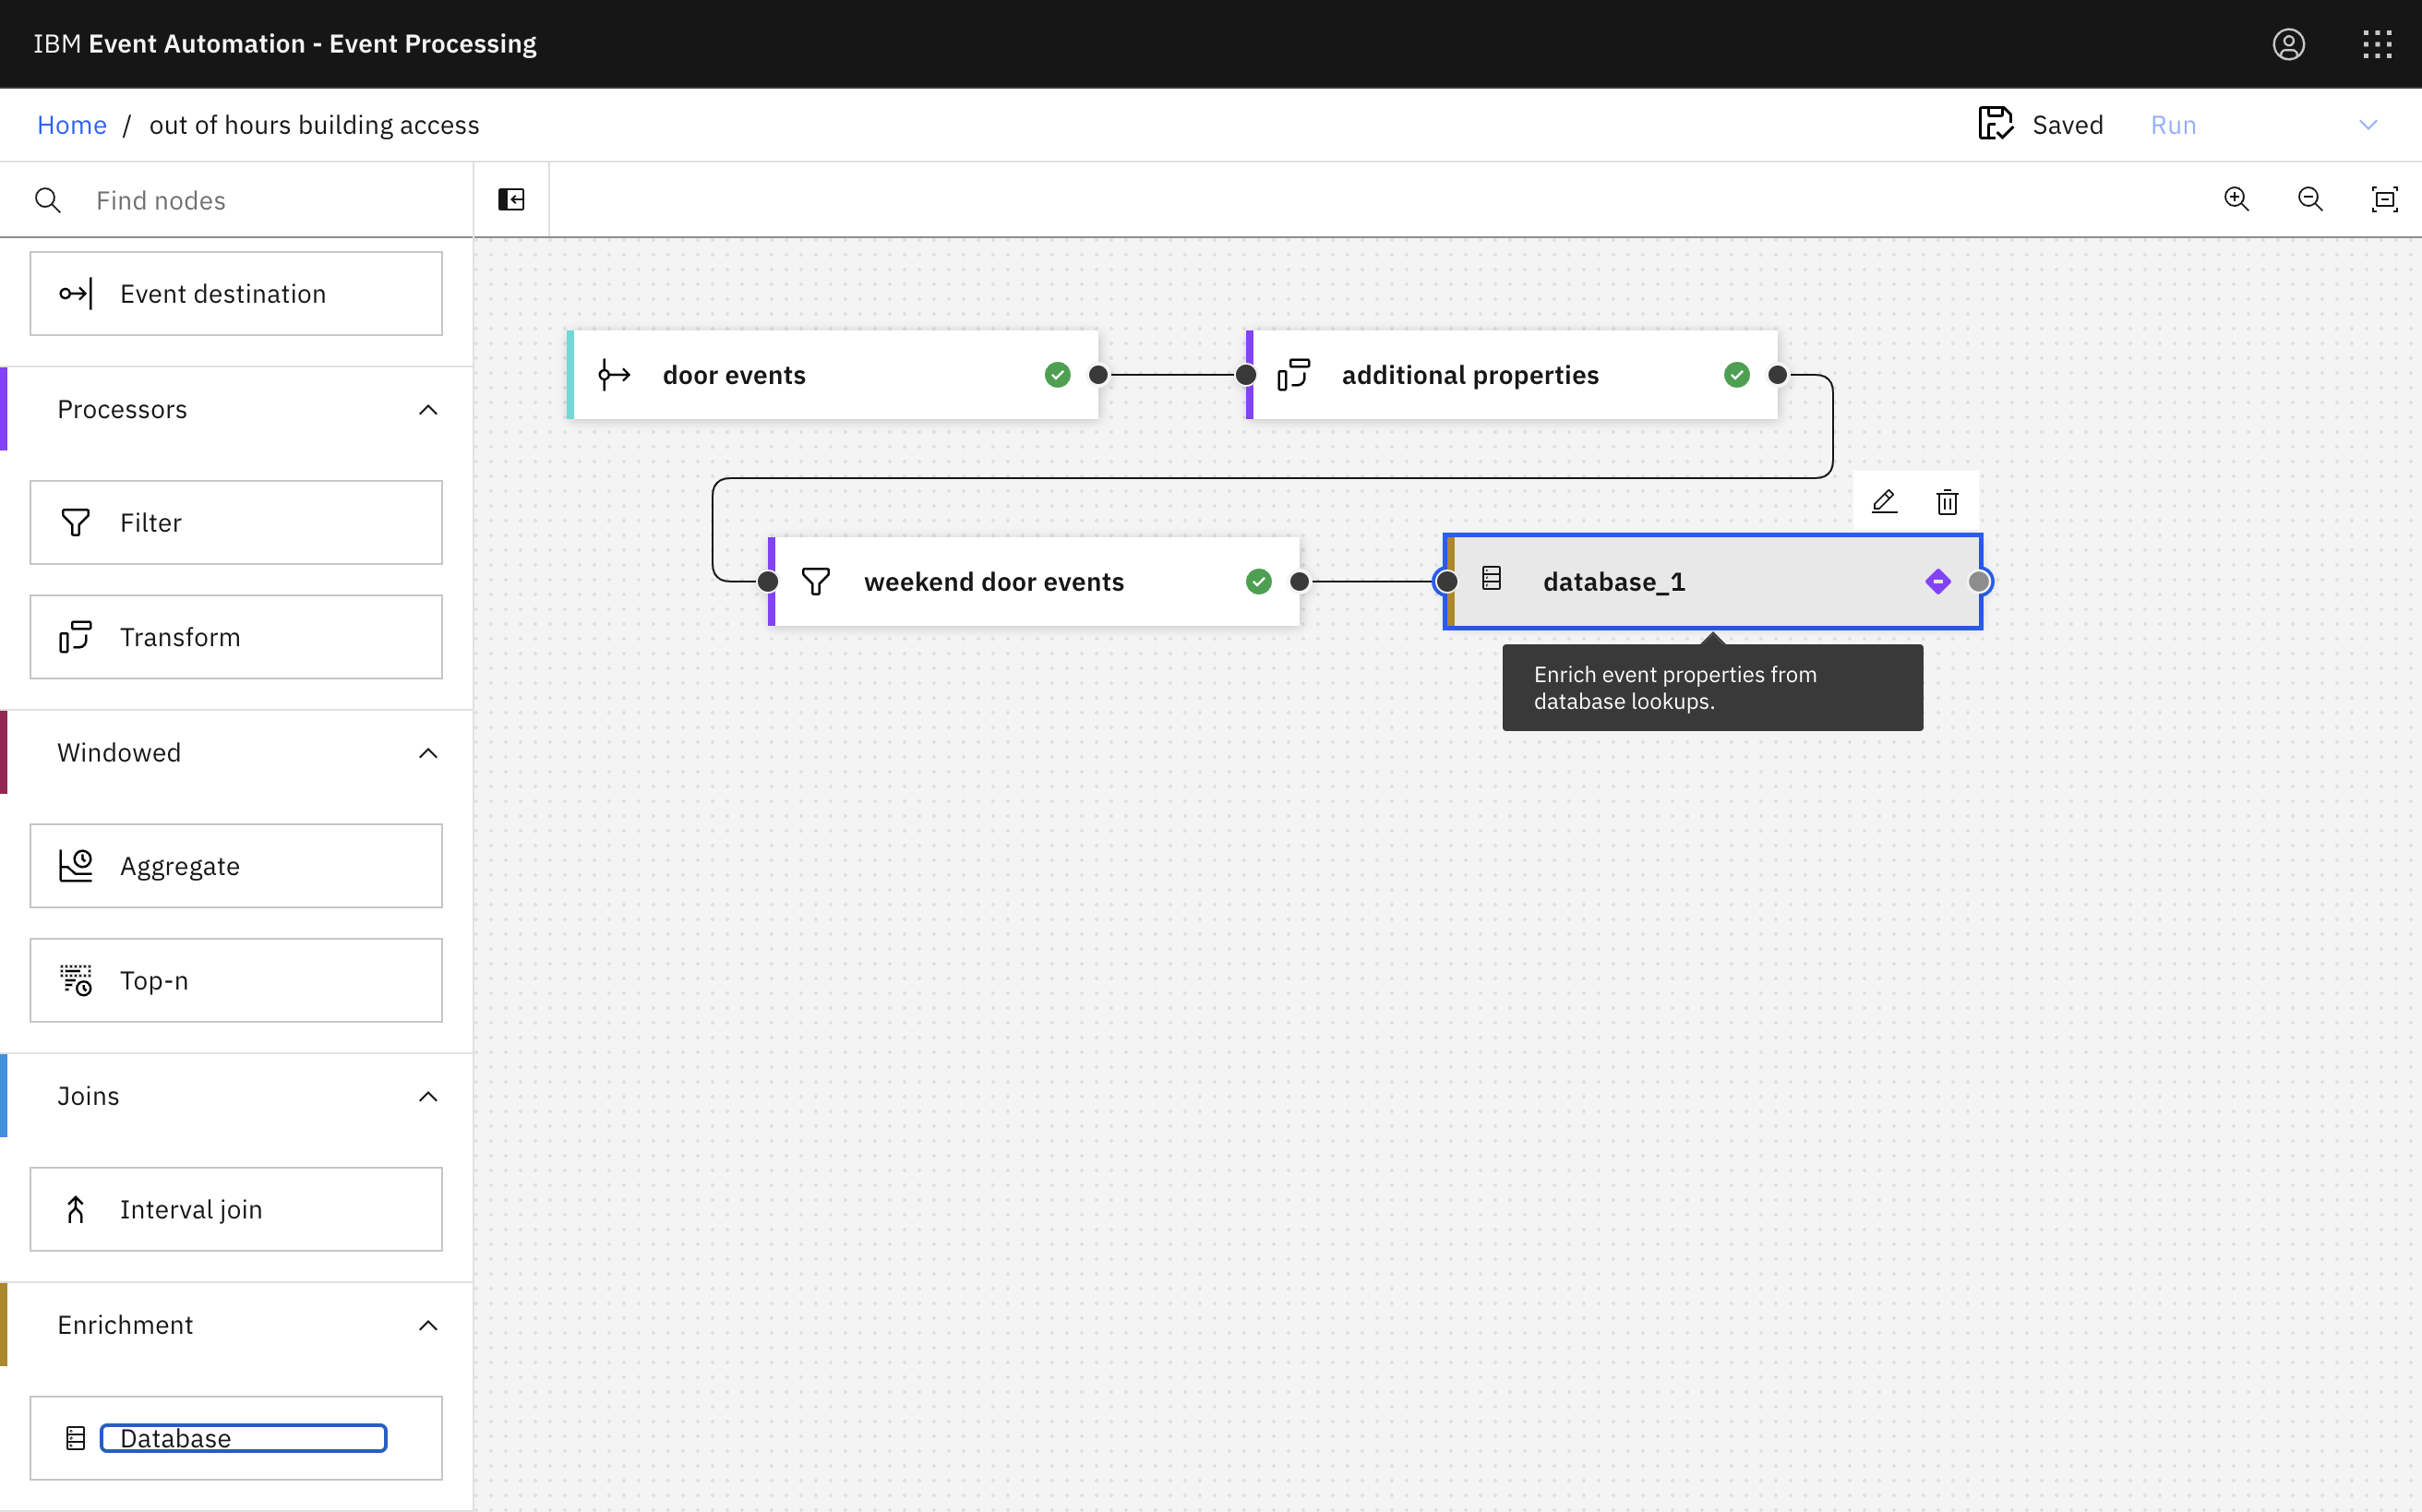 IBM Event Automation - Event Processing
Home / out of hours building access
Saved
Run
Find nodes
Event destination
Processors
Filter
Transform
Windowed
Aggregate
Top-n
Joins
Interval join
Enrichment
Database
door events
additional properties
weekend door events
database_1
Enrich event properties from
database lookups.